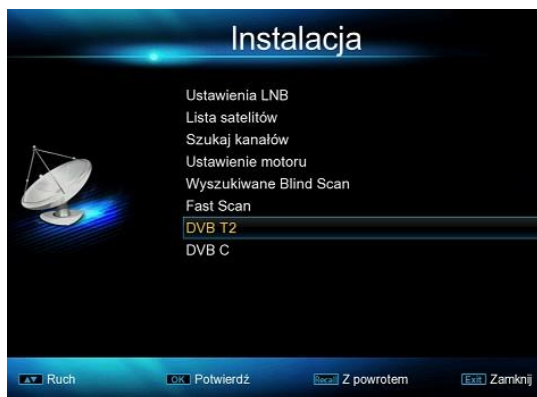 Instalacja
Ustawienia LNB
Lista satelitów
Szukaj kanałów
Ustawienie motoru
Wyszukiwane Blind Scan
Fast Scan
DVB T2
DVB C
▲▼ Ruch OK Potwierdź Recall Z powrotem Exit Zamknij